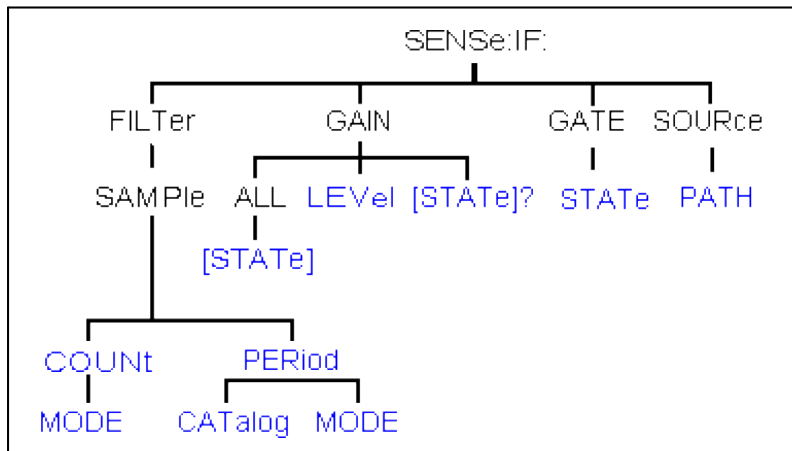 SENSe:IF:
FILTer GAIN GATE SOURce
SAMPle ALL LEVel [STATe]? STATe PATH
[STATe]
COUNt PERiod
MODE CATalog MODE